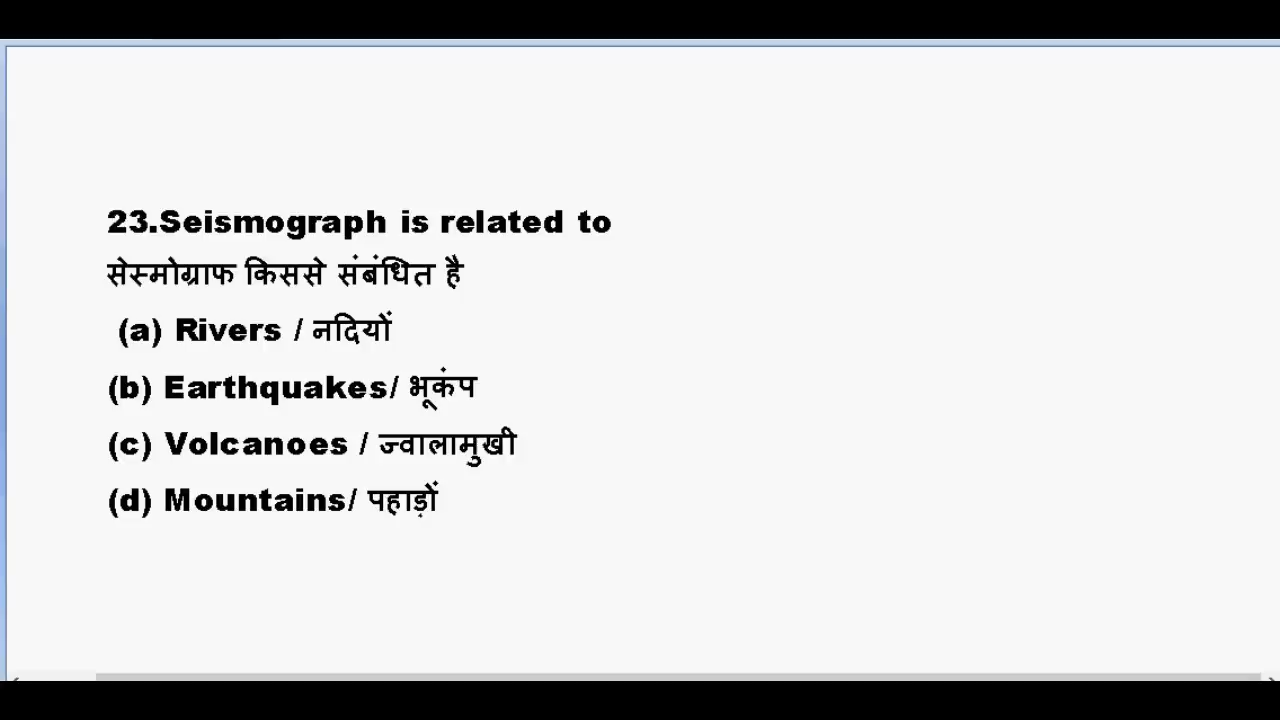 23.Seismograph is related to
सेस्मोग्राफ किससे संबंधित है
(a) Rivers / नदियों
(b) Earthquakes/ भूकंप
(c) Volcanoes / ज्वालामुखी
(d) Mountains/ पहाड़ों